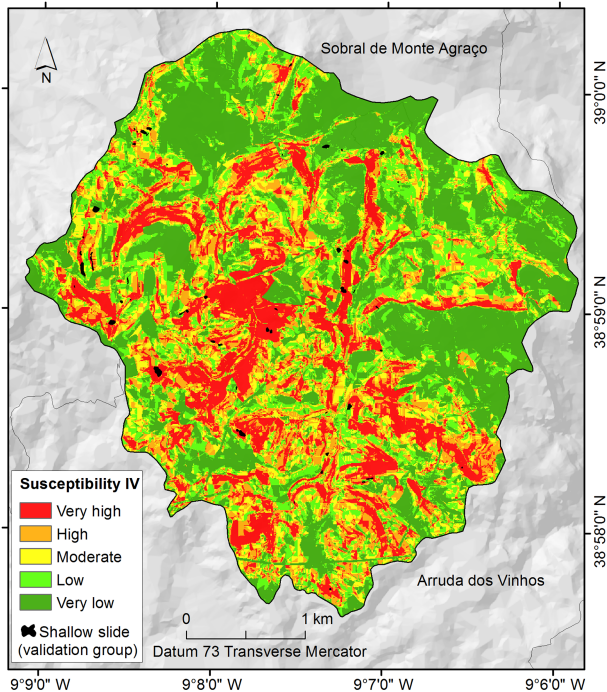 Sobral de Monte Agraço
N
39°0'0" N
38°59'0" N
38°58'0" N
Susceptibility IV
Very high
High
Moderate
Low
Very low
Shallow slide
(validation group)
Arruda dos Vinhos
0 1 km
Datum 73 Transverse Mercator
9°9'0" W 9°8'0" W 9°7'0" W 9°6'0" W